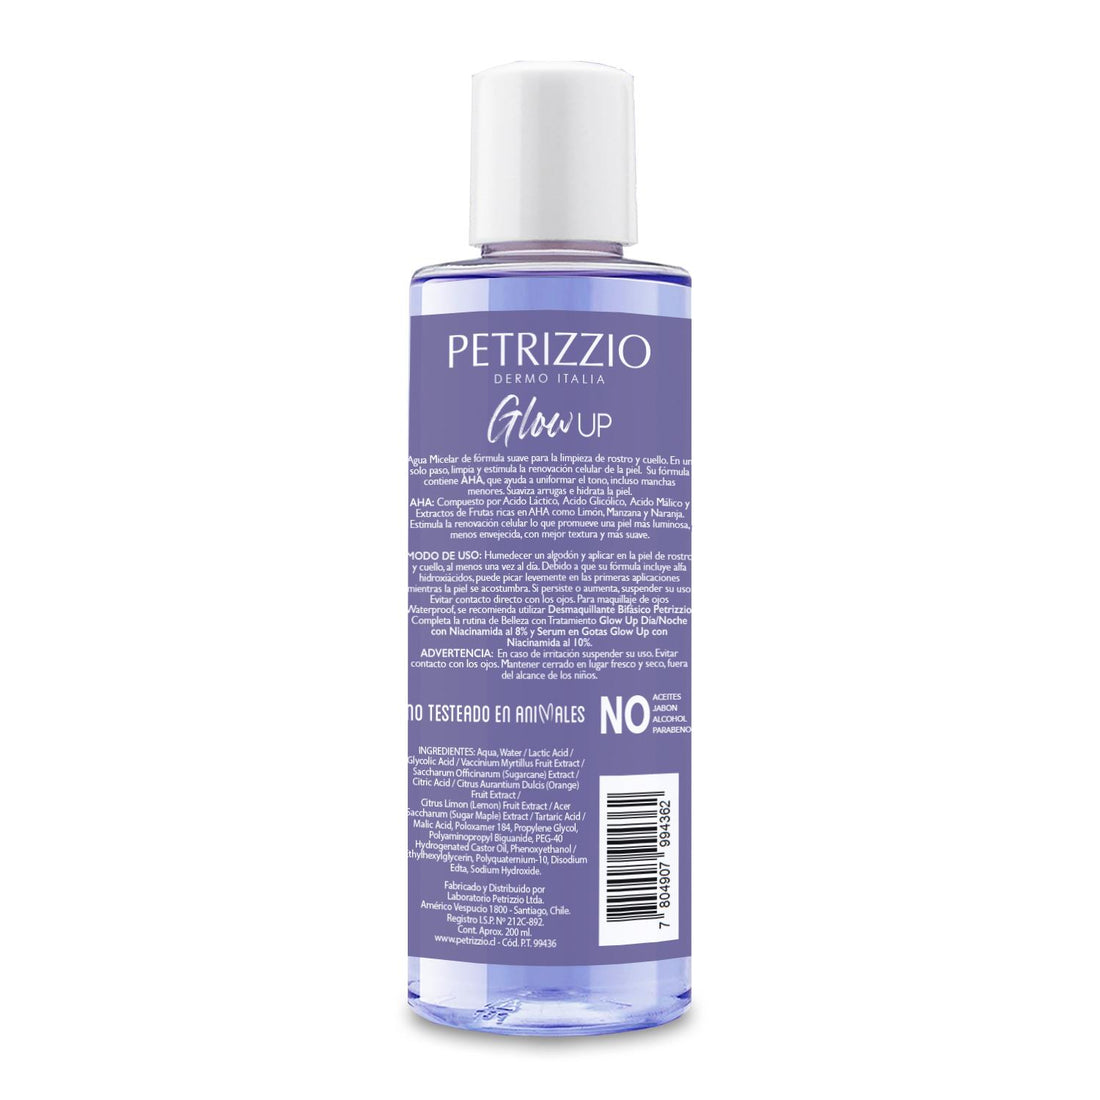 PETRIZZIO
DERMO ITALIA
Glow UP
Agua Micelar de fórmula suave para la limpieza de rostro y cuello. En un
solo paso, limpia y estimula la renovación celular de la piel. Su fórmula
contiene AHA, que ayuda a uniformar el tono, incluso manchas
menores. Suaviza arrugas e hidrata la piel.
AHA: Compuesto por Acido Láctico, Acido Glicólico, Acido Málico y
Extractos de Frutas ricas en AHA como Limón, Manzana y Naranja.
Estimula la renovación celular lo que promueve una piel más luminosa,
menos envejecida, con mejor textura y más suave.
MODO DE USO: Humedecer un algodón y aplicar en la piel de rostro
y cuello, al menos una vez al día. Debido a que su fórmula incluye alfa
hidroxiácidos, puede picar levemente en las primeras aplicaciones
mientras la piel se acostumbra. Si persiste o aumenta, suspender su uso.
Evitar contacto directo con los ojos. Para maquillaje de ojos
Waterproof, se recomienda utilizar Desmaquillante Bifásico Petrizzio
Completa la rutina de Belleza con Tratamiento Glow Up Día/Noche
con Niacinamida al 8% y Serum en Gotas Glow Up con
Niacinamida al 10%.
ADVERTENCIA: En caso de irritación suspender su uso. Evitar
contacto con los ojos. Mantener cerrado en lugar fresco y seco, fuera
del alcance de los niños.
NO TESTEADO EN ANIMALES
NO
ACEITES
JABON
ALCOHOL
PARABENO
INGREDIENTES: Aqua, Water / Lactic Acid /
Glycolic Acid / Vaccinium Myrtillus Fruit Extract /
Saccharum Officinarum (Sugarcane) Extract /
Citric Acid / Citrus Aurantium Dulcis (Orange)
Fruit Extract /
Citrus Limon (Lemon) Fruit Extract / Acer
Saccharum (Sugar Maple) Extract / Tartaric Acid /
Malic Acid, Poloxamer 184, Propylene Glycol,
Polyaminopropyl Biguanide, PEG-40
Hydrogenated Castor Oil, Phenoxyethanol /
Ethylhexylglycerin, Polyquaternium-10, Disodium
Edta, Sodium Hydroxide.
Fabricado y Distribuido por
Laboratorio Petrizzio Ltda.
Américo Vespucio 1800 - Santiago, Chile.
Registro I.S.P. Nº 212C-892.
Cont. Aprox. 200 ml.
www.petrizzio.cl - Cód. P.T. 99436
7 804907 994362